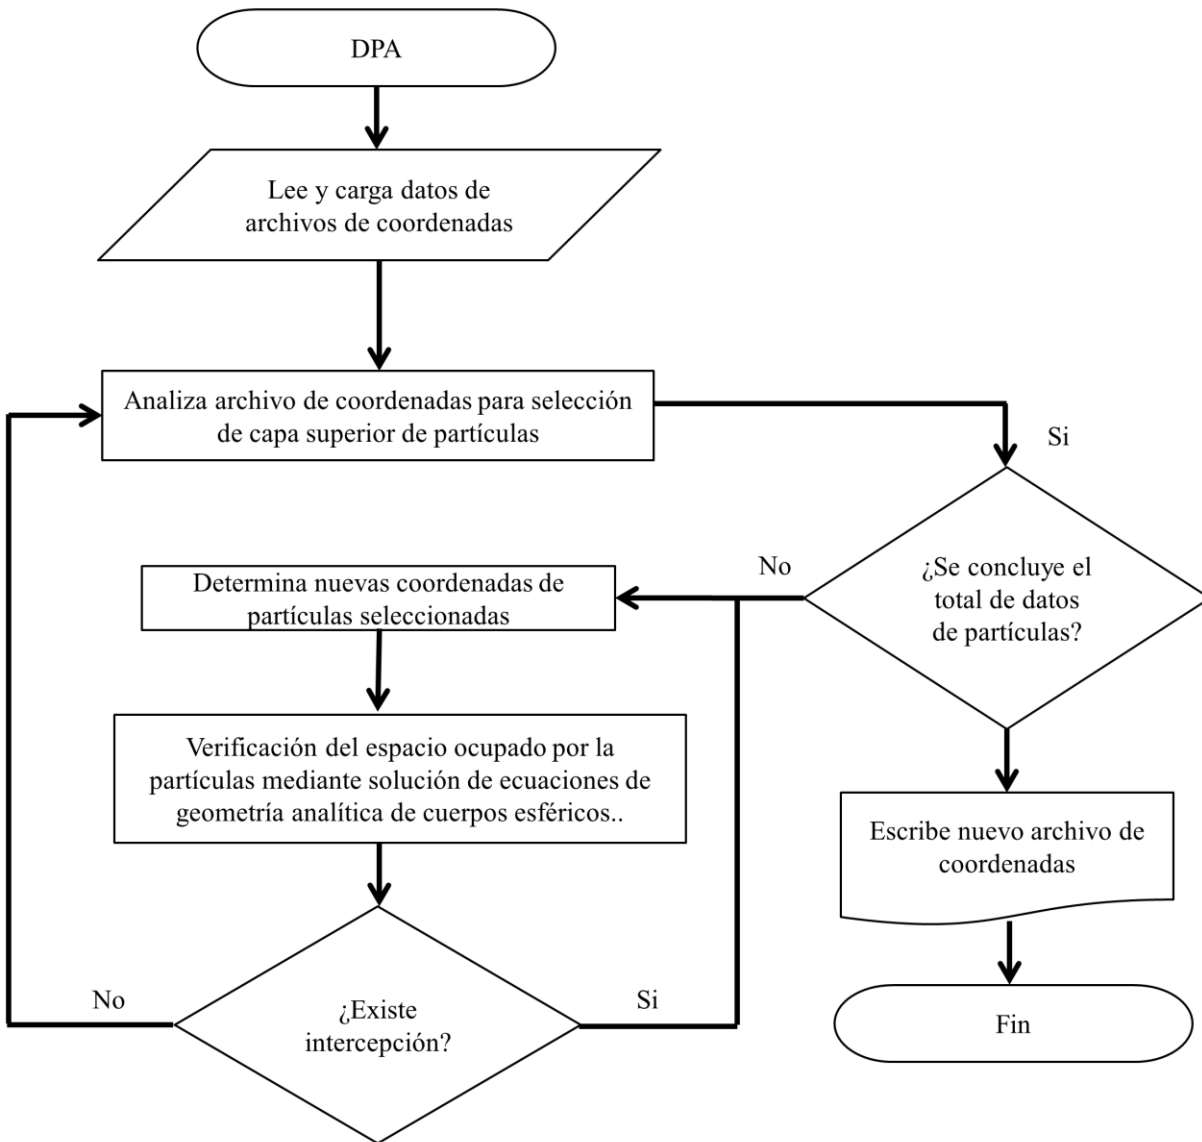 DPA
Lee y carga datos de
archivos de coordenadas
Analiza archivo de coordenadas para selección
de capa superior de partículas
Si
¿Se concluye el
total de datos
de partículas?
No
Determina nuevas coordenadas de
partículas seleccionadas
Verificación del espacio ocupado por la
partículas mediante solución de ecuaciones de
geometría analítica de cuerpos esféricos..
Escribe nuevo archivo de
coordenadas
No
¿Existe
intercepción?
Si
Fin